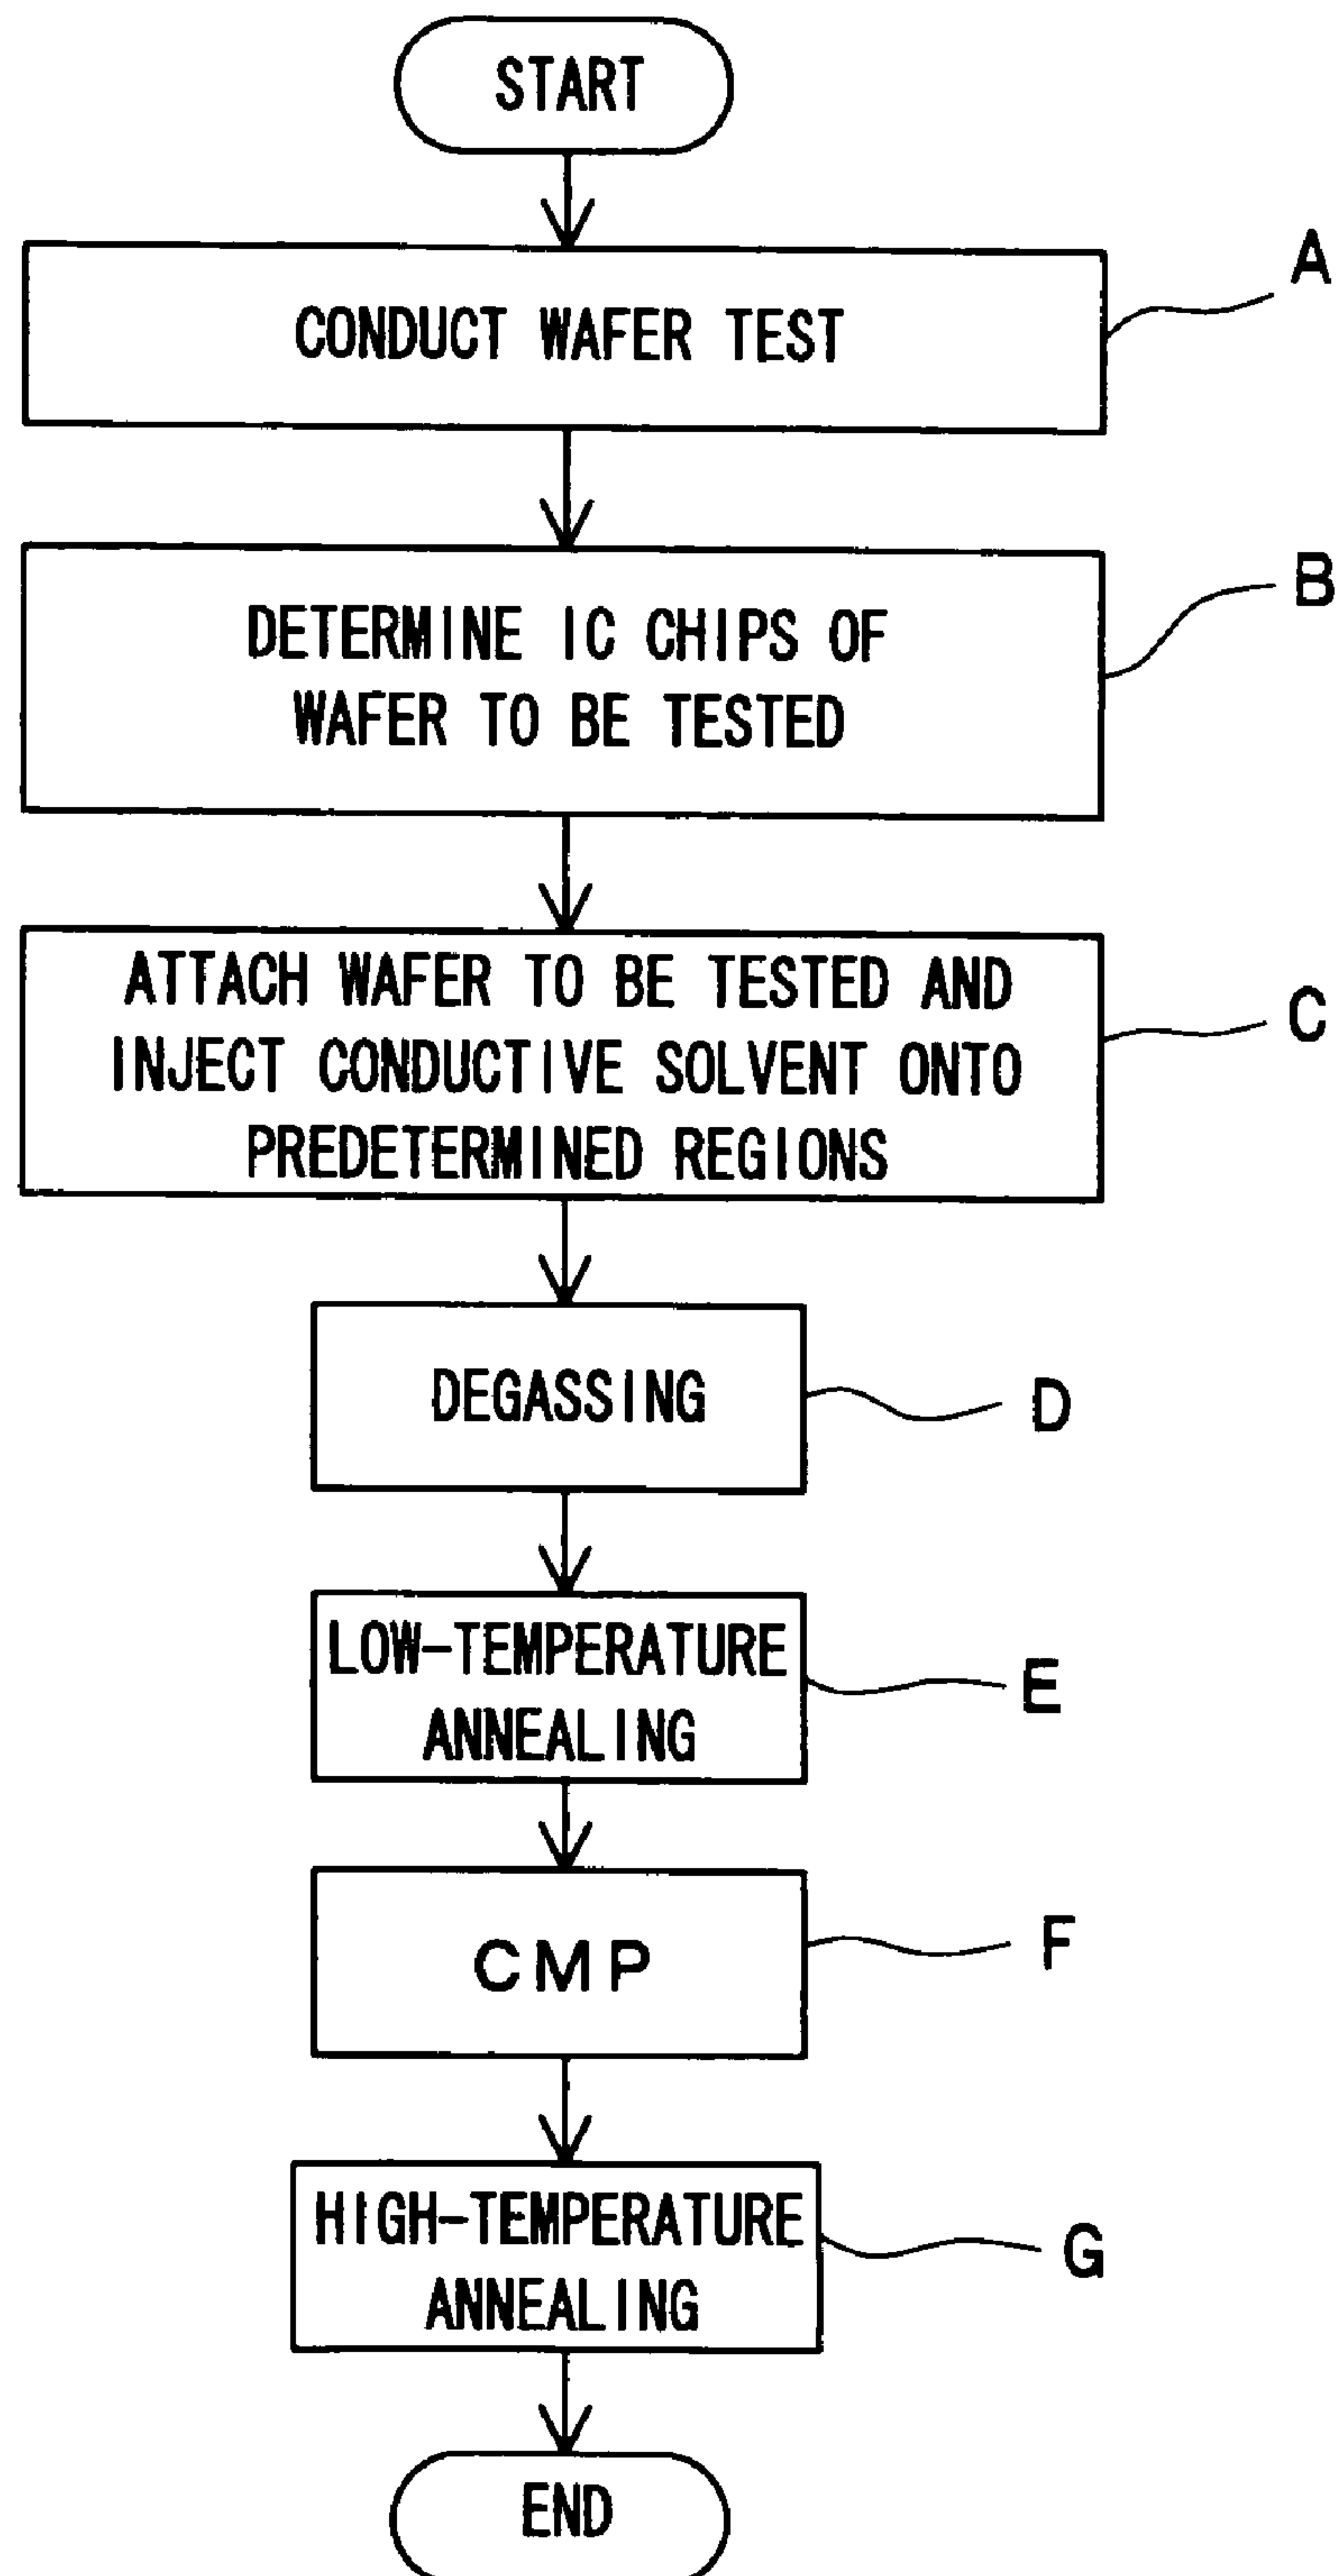 START
CONDUCT WAFER TEST
A
DETERMINE IC CHIPS OF
WAFER TO BE TESTED
B
ATTACH WAFER TO BE TESTED AND
INJECT CONDUCTIVE SOLVENT ONTO
PREDETERMINED REGIONS
C
DEGASSING
D
LOW-TEMPERATURE
ANNEALING
E
CMP
F
HIGH-TEMPERATURE
ANNEALING
G
END